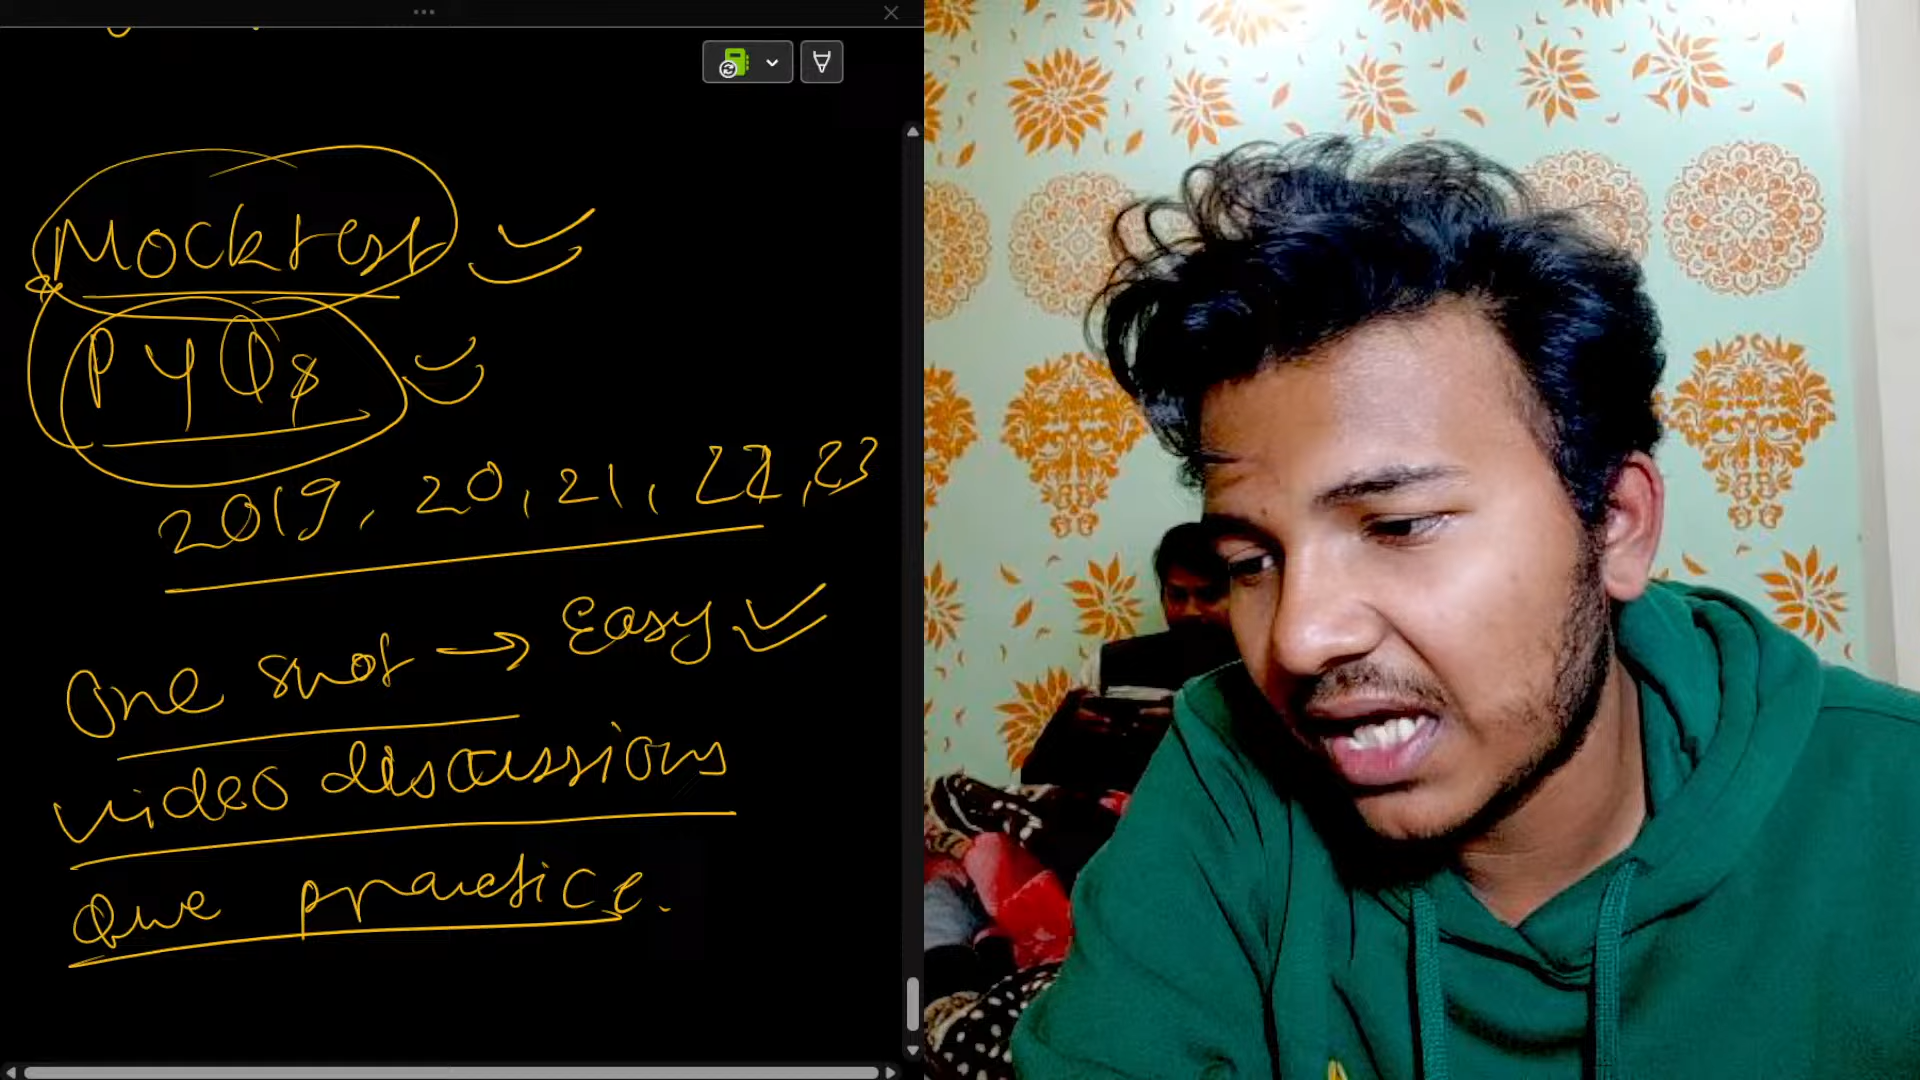 Mocktest
PYQs
2019, 20, 21, 22, 23
One shot → Easy
video discussions
Que practice.